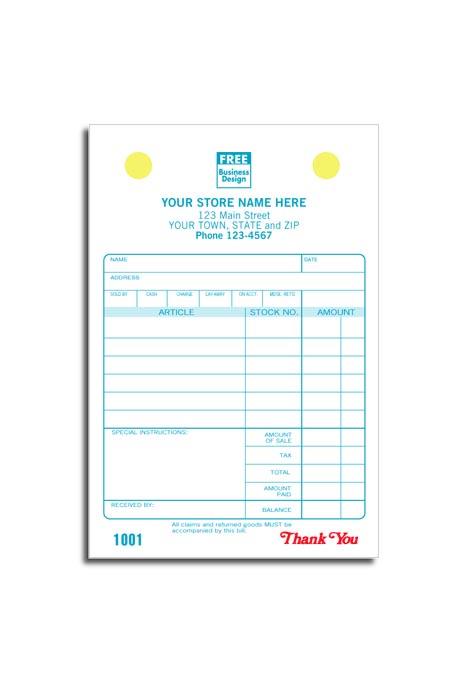 FREE
Business
Design
YOUR STORE NAME HERE
123 Main Street
YOUR TOWN, STATE and ZIP
Phone 123-4567
NAME DATE
ADDRESS
SOLD BY CASH CHARGE LAY-AWAY ON ACCT. MDSE. RETD.
ARTICLE STOCK NO. AMOUNT
SPECIAL INSTRUCTIONS:
AMOUNT
OF SALE
TAX
TOTAL
AMOUNT
PAID
RECEIVED BY:
BALANCE
All claims and returned goods MUST be
accompanied by this bill.
1001 Thank You